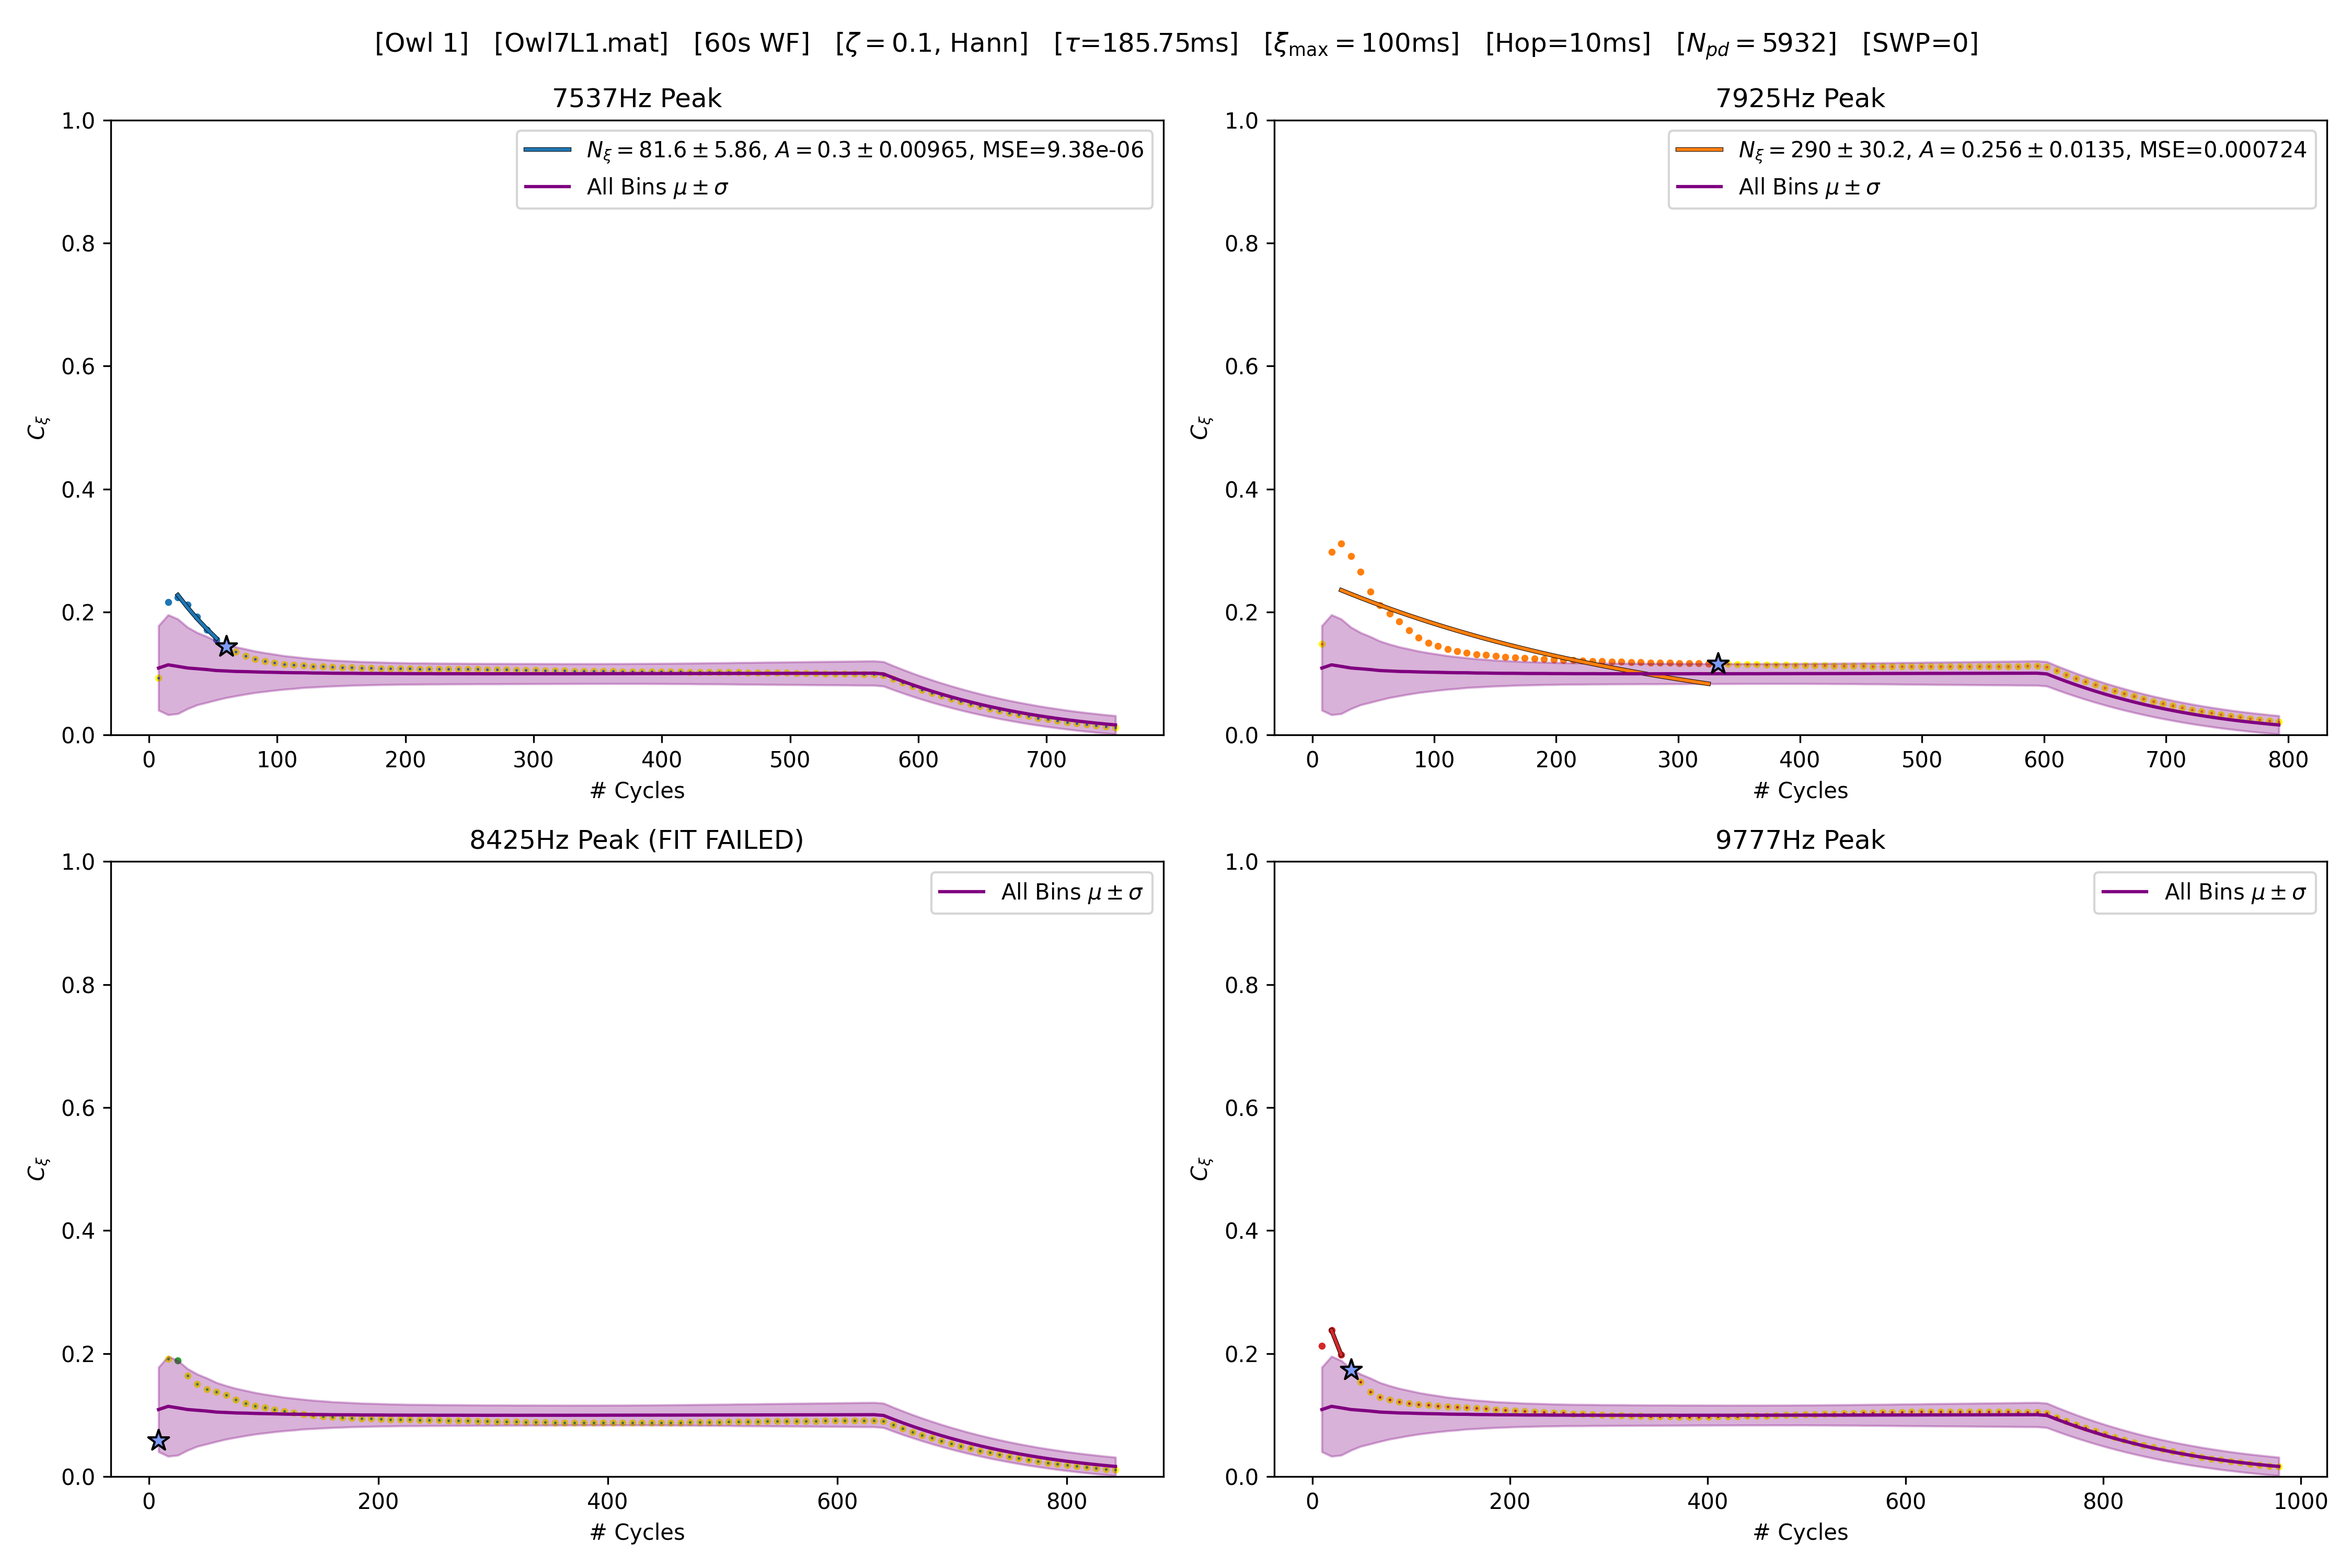 [Owl 1] [Owl7L1.mat] [60s WF] [ζ = 0.1, Hann] [τ=185.75ms] [ξmax = 100ms] [Hop=10ms] [Npd = 5932] [SWP=0]
7537Hz Peak
1.0
0.8
0.6
0.4
0.2
0.0
Cξ
Nξ = 81.6 ± 5.86, A = 0.3 ± 0.00965, MSE=9.38e-06
All Bins μ ± σ
0 100 200 300 400 500 600 700
# Cycles
7925Hz Peak
1.0
0.8
0.6
0.4
0.2
0.0
Cξ
Nξ = 290 ± 30.2, A = 0.256 ± 0.0135, MSE=0.000724
All Bins μ ± σ
0 100 200 300 400 500 600 700 800
# Cycles
8425Hz Peak (FIT FAILED)
1.0
0.8
0.6
0.4
0.2
0.0
Cξ
All Bins μ ± σ
0 200 400 600 800
# Cycles
9777Hz Peak
1.0
0.8
0.6
0.4
0.2
0.0
Cξ
All Bins μ ± σ
0 200 400 600 800 1000
# Cycles